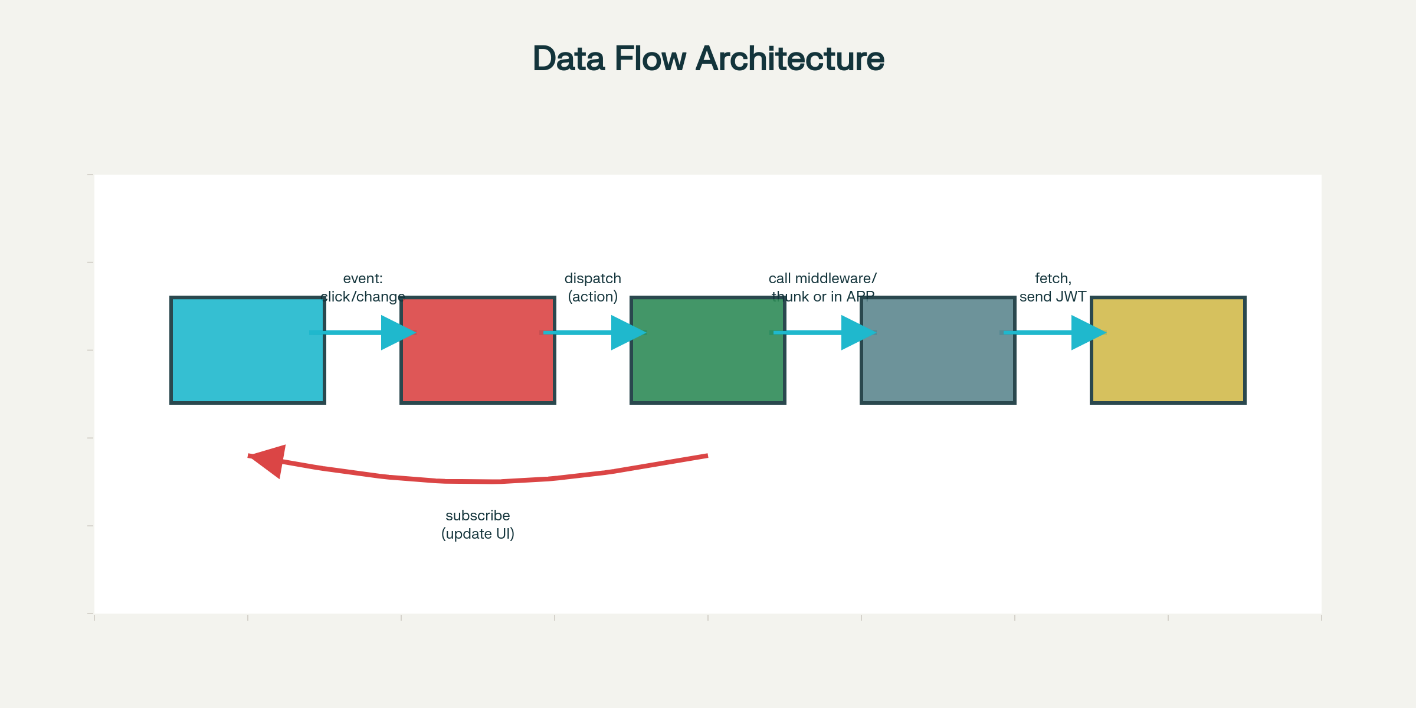 Data Flow Architecture
event:
click/change
dispatch
(action)
call middleware/
thunk or in APP
fetch,
send JWT
subscribe
(update UI)